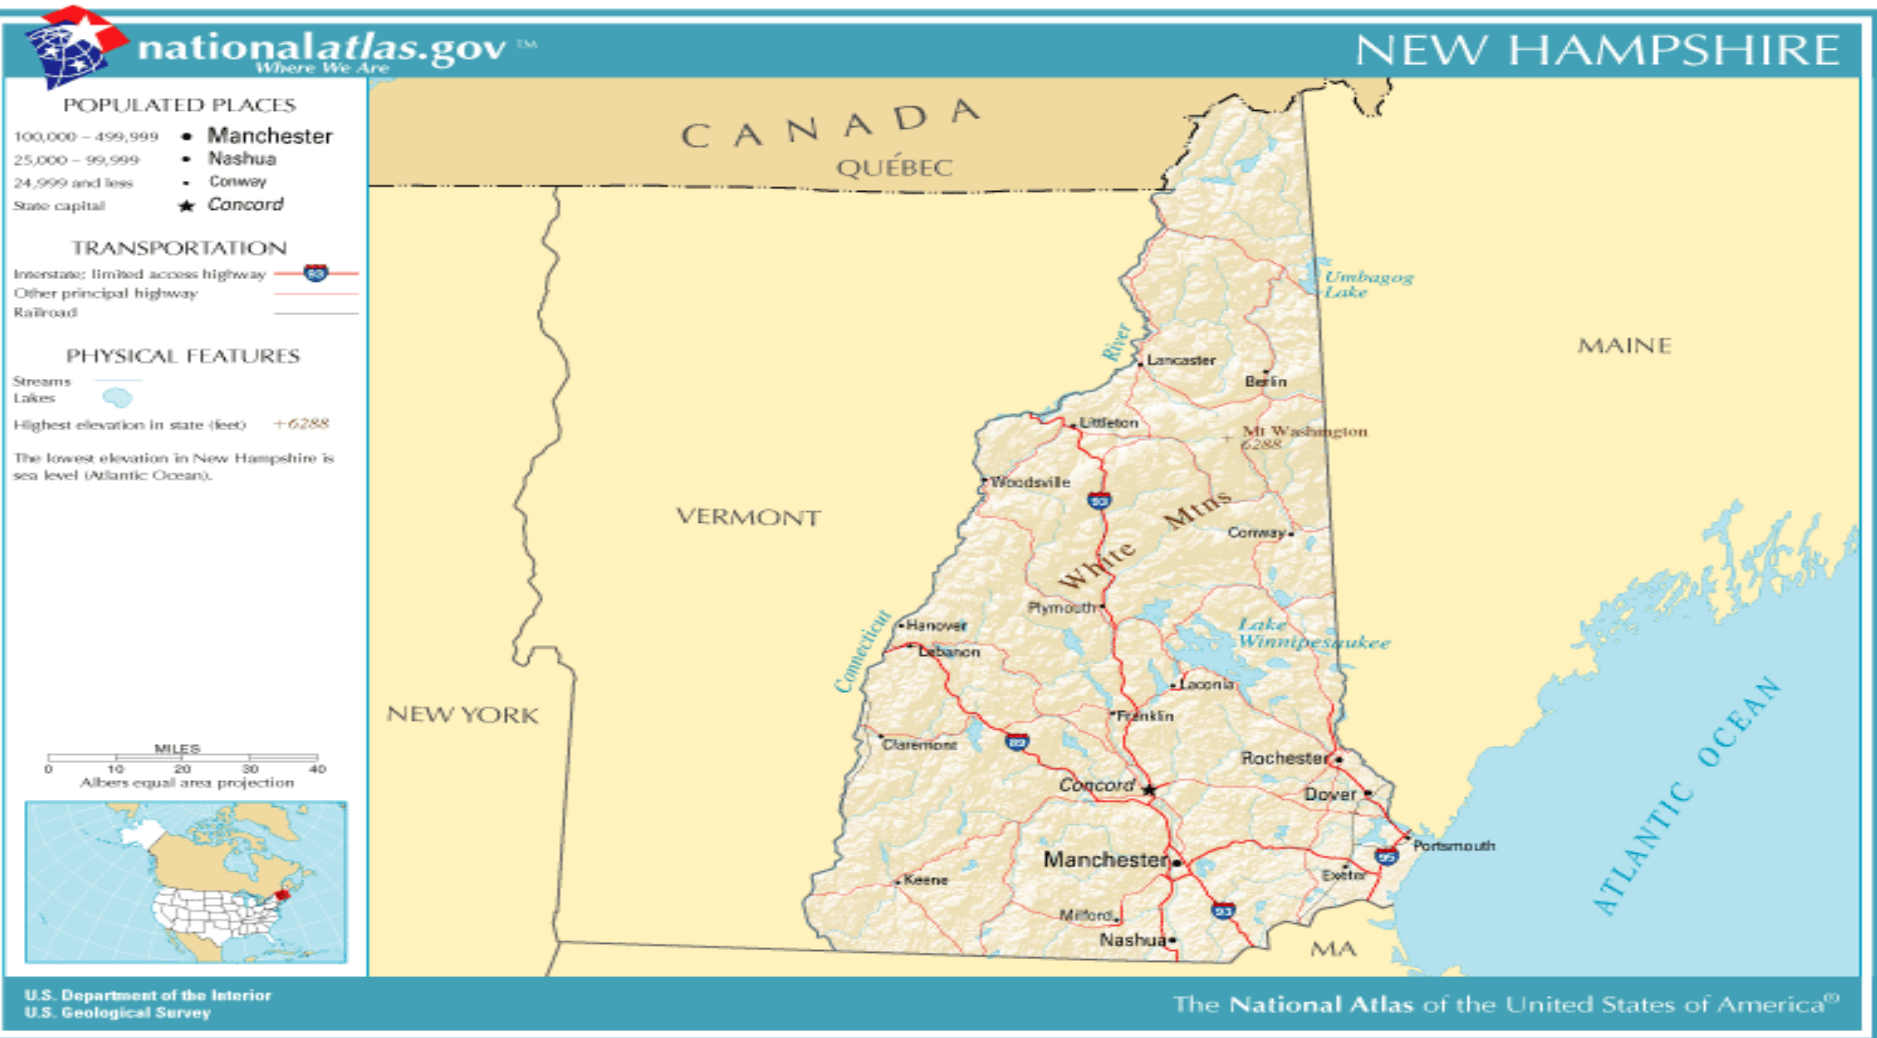 nationalatlas.gov™
Where We Are
NEW HAMPSHIRE
POPULATED PLACES
100,000 – 499,999 • Manchester
25,000 – 99,999 • Nashua
24,999 and less • Conway
State capital ★ Concord
TRANSPORTATION
Interstate; limited access highway 93
Other principal highway
Railroad
PHYSICAL FEATURES
Streams
Lakes
Highest elevation in state (feet) +6288
The lowest elevation in New Hampshire is
sea level (Atlantic Ocean).
MILES
0 10 20 30 40
Albers equal area projection
CANADA
QUÉBEC
Umbagog
Lake
MAINE
River
Lancaster
Berlin
Littleton
Mt Washington
6288
Woodsville
93
VERMONT
White Mtns
Conway
Plymouth
Connecticut
Hanover
Lake
Winnipesaukee
Lebanon
Laconia
NEW YORK
Franklin
Claremont
89
Rochester
Concord
Dover
ATLANTIC OCEAN
Portsmouth
95
Manchester
Exeter
Keene
93
Milford
Nashua
MA
U.S. Department of the Interior
U.S. Geological Survey
The National Atlas of the United States of America®